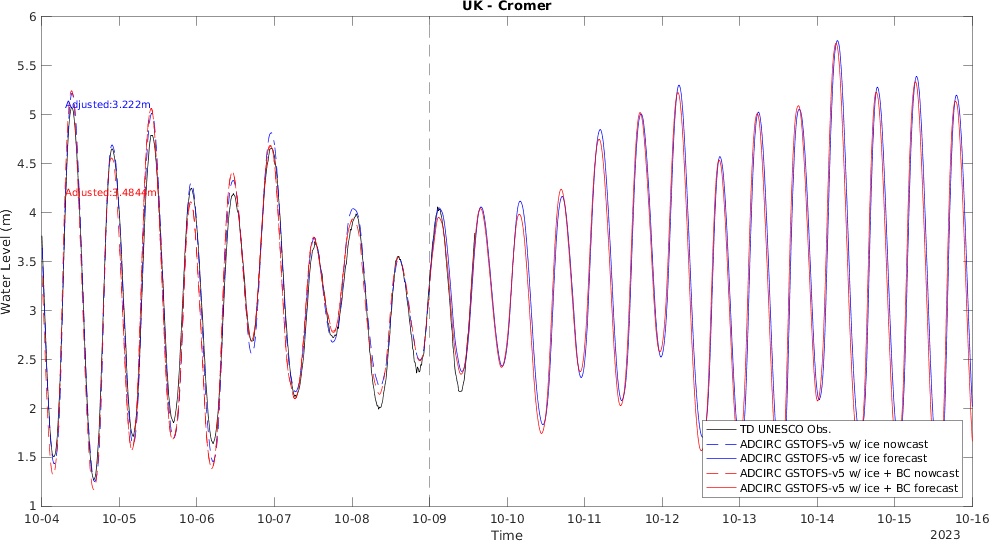 UK - Cromer
6
5.5
5
4.5
4
3.5
3
2.5
2
1.5
1
Water Level (m)
Adjusted:3.222m
Adjusted:3.4844m
TD UNESCO Obs.
ADCIRC GSTOFS-v5 w/ ice nowcast
ADCIRC GSTOFS-v5 w/ ice forecast
ADCIRC GSTOFS-v5 w/ ice + BC nowcast
ADCIRC GSTOFS-v5 w/ ice + BC forecast
10-04 10-05 10-06 10-07 10-08 10-09 10-10 10-11 10-12 10-13 10-14 10-15 10-16
Time
2023